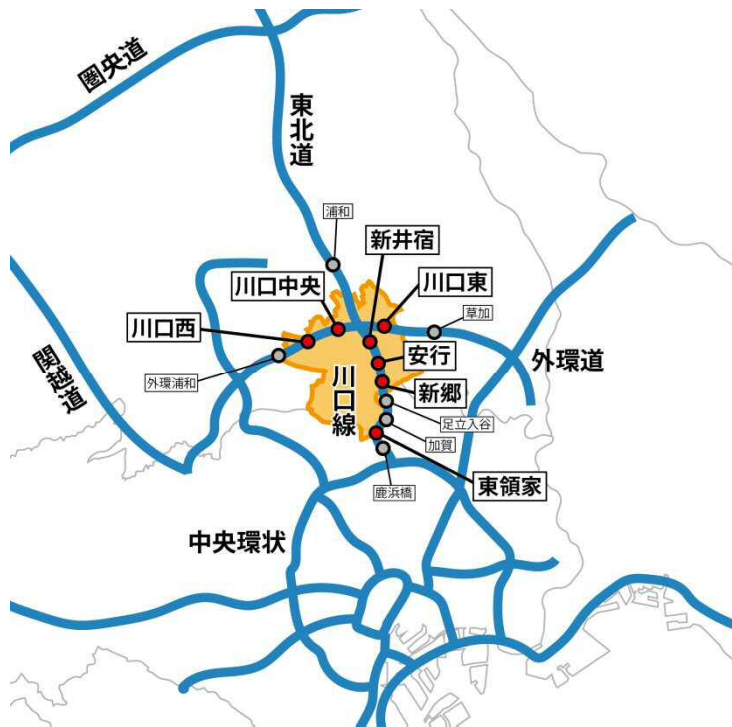 圏央道
東北道
浦和
新井宿
川口中央
川口東
川口西
草加
関越道
外環浦和
安行
外環道
川口線
新郷
足立入谷
加賀
東領家
鹿浜橋
中央環状